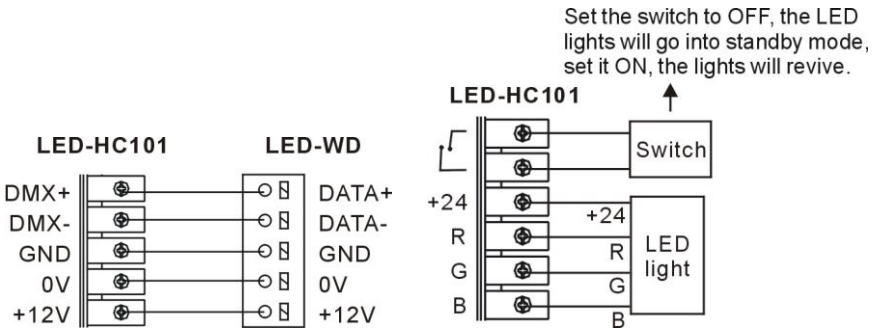 Set the switch to OFF, the LED
lights will go into standby mode,
set it ON, the lights will revive.
LED-HC101
LED-HC101 LED-WD
Switch
DMX+ DATA+
DMX- DATA-
GND GND
0V 0V
+12V +12V
+24 +24
R R
G G
B B
LED
light